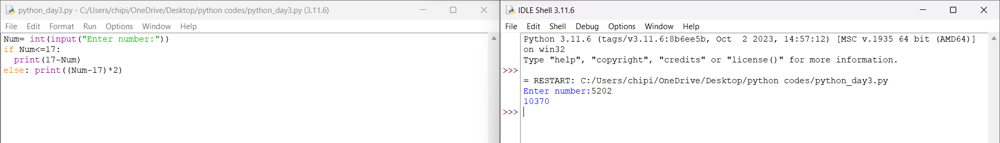 python_day3.py - C:/Users/chipi/OneDrive/Desktop/python codes/python_day3.py (3.11.6)
File Edit Format Run Options Window Help
Num= int(input("Enter number:"))
if Num<=17:
  print(17-Num)
else: print((Num-17)*2)
IDLE Shell 3.11.6
File Edit Shell Debug Options Window Help
Python 3.11.6 (tags/v3.11.6:8b6ee5b, Oct  2 2023, 14:57:12) [MSC v.1935 64 bit (AMD64)]
on win32
Type "help", "copyright", "credits" or "license()" for more information.
>>>
= RESTART: C:/Users/chipi/OneDrive/Desktop/python codes/python_day3.py
Enter number:5202
10370
>>>